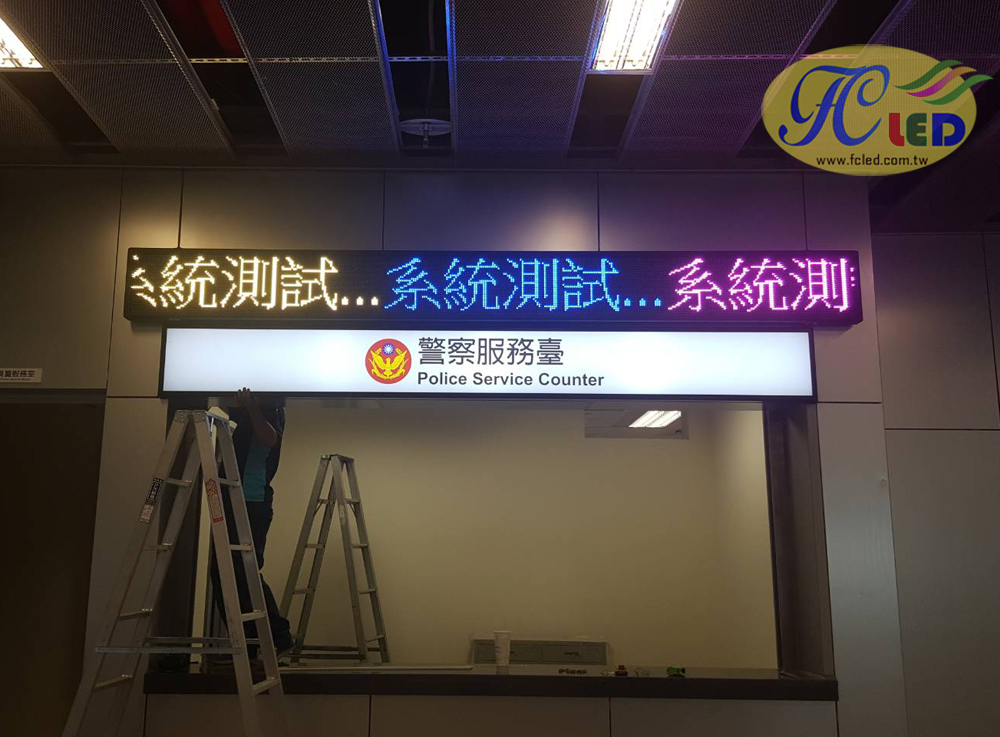 FC LED
www.fcled.com.tw
系統測試...系統測試...系統測
警察服務臺
Police Service Counter